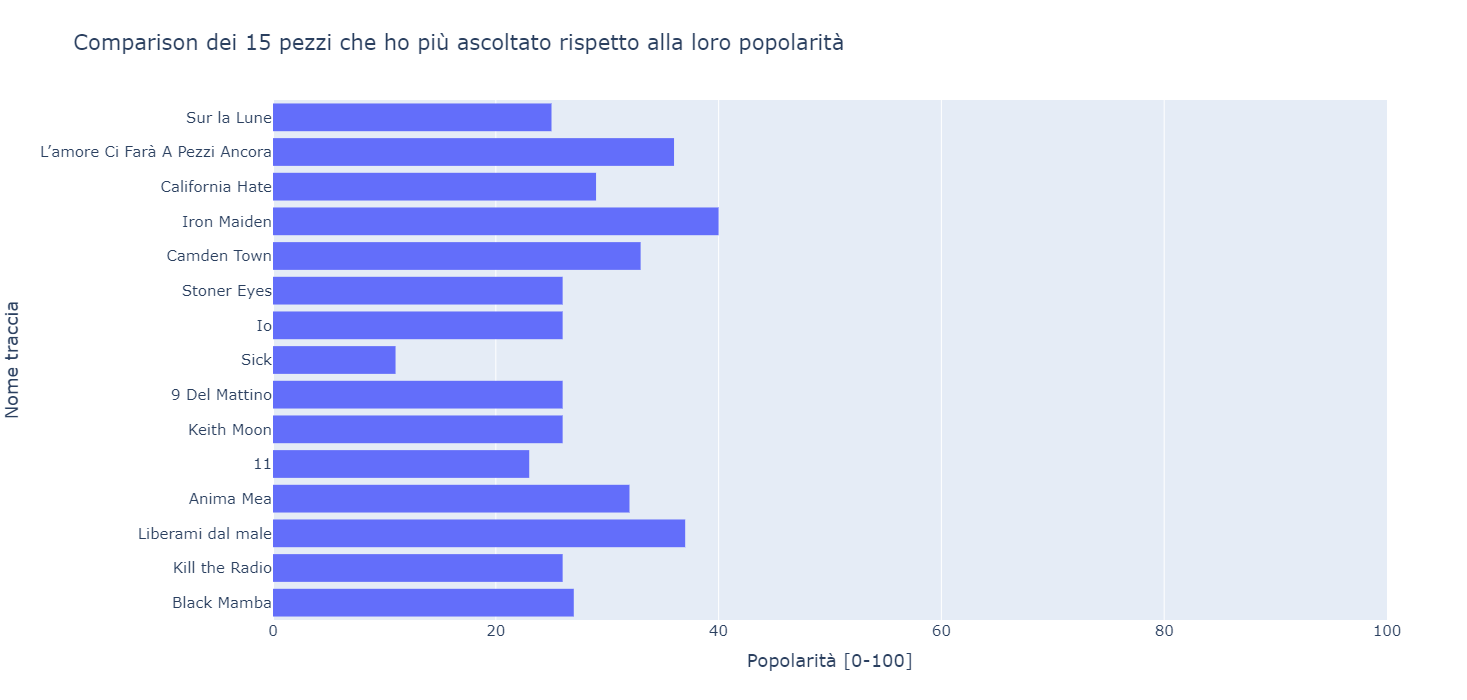 Comparison dei 15 pezzi che ho più ascoltato rispetto alla loro popolarità
Nome traccia
Sur la Lune
L’amore Ci Farà A Pezzi Ancora
California Hate
Iron Maiden
Camden Town
Stoner Eyes
Io
Sick
9 Del Mattino
Keith Moon
11
Anima Mea
Liberami dal male
Kill the Radio
Black Mamba
0 20 40 60 80 100
Popolarità [0-100]